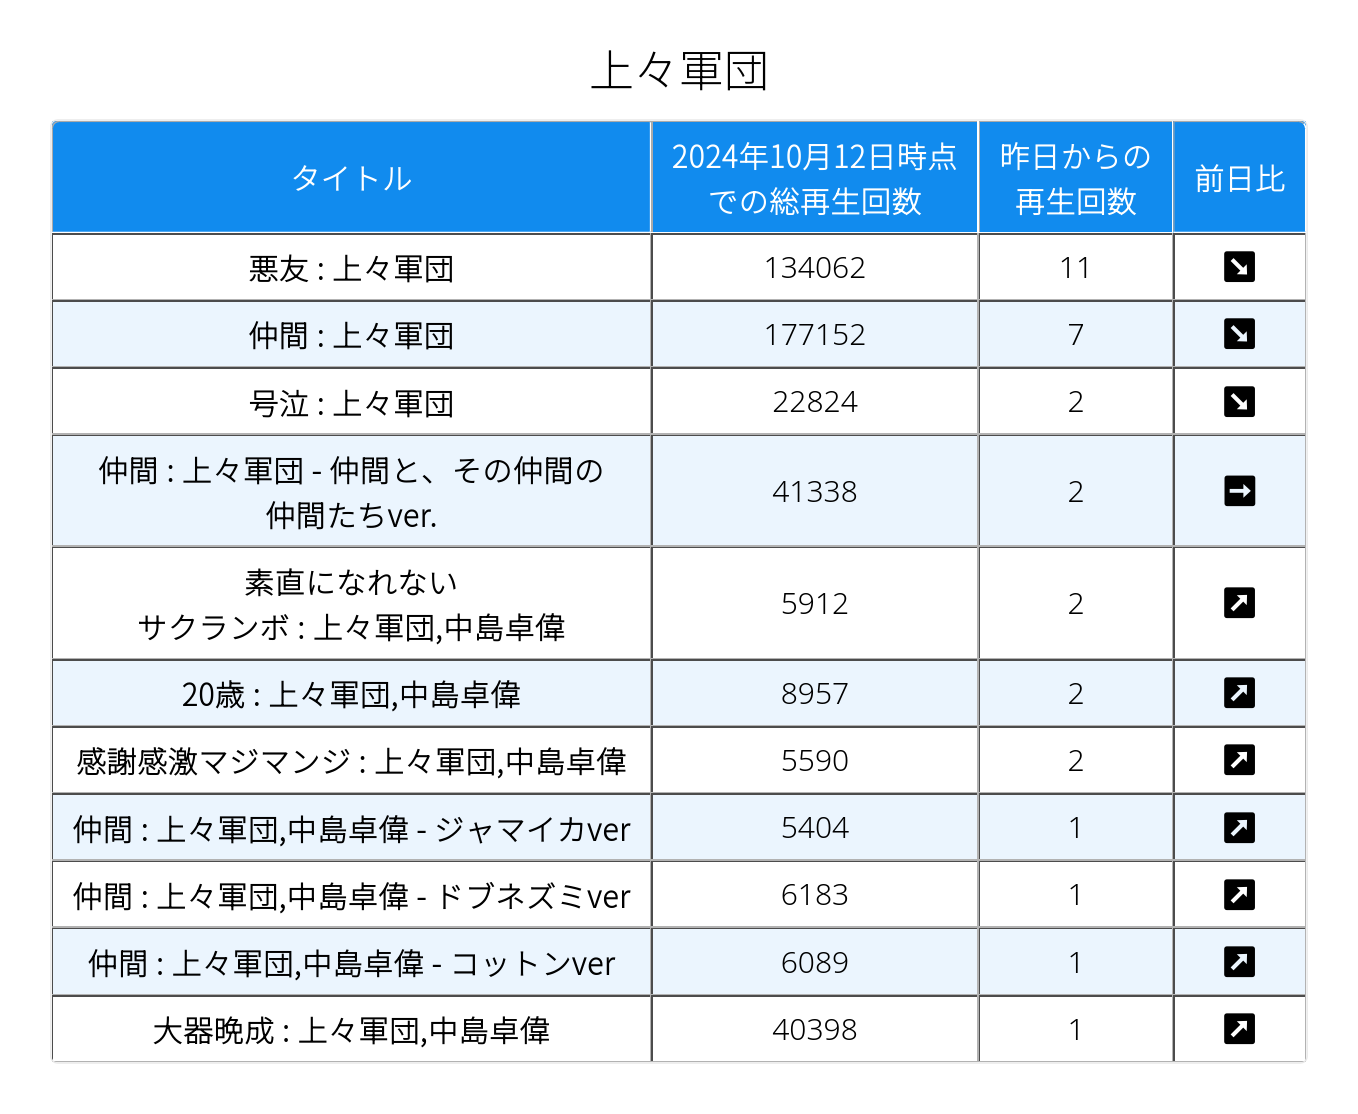 上々軍団
タイトル
2024年10月12日時点
での総再生回数
昨日からの
再生回数
前日比
悪友 : 上々軍団
134062
11
仲間 : 上々軍団
177152
7
号泣 : 上々軍団
22824
2
仲間 : 上々軍団 - 仲間と、その仲間の
仲間たちver.
41338
2
素直になれない
サクランボ : 上々軍団,中島卓偉
5912
2
20歳 : 上々軍団,中島卓偉
8957
2
感謝感激マジマンジ : 上々軍団,中島卓偉
5590
2
仲間 : 上々軍団,中島卓偉 - ジャマイカver
5404
1
仲間 : 上々軍団,中島卓偉 - ドブネズミver
6183
1
仲間 : 上々軍団,中島卓偉 - コットンver
6089
1
大器晩成 : 上々軍団,中島卓偉
40398
1